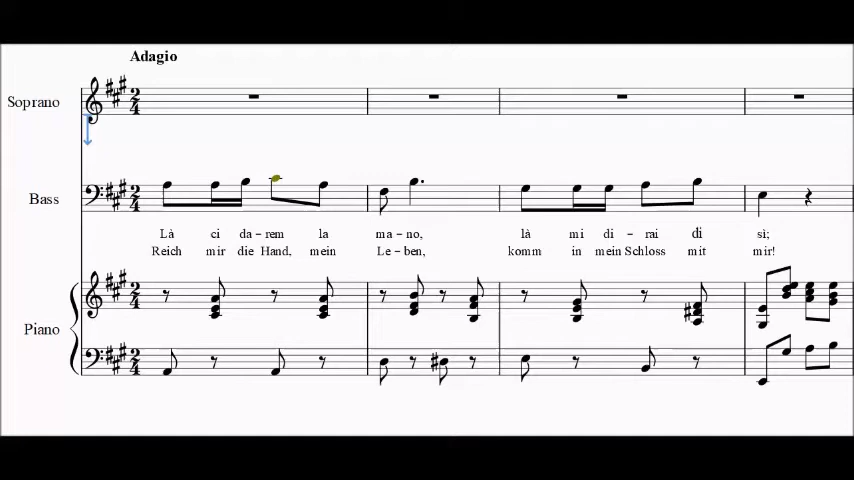 Adagio
Soprano
Bass
Là ci da-rem la ma-no, là mi di-rai di sì;
Reich mir die Hand, mein Le-ben, komm in mein Schloss mit mir!
Piano